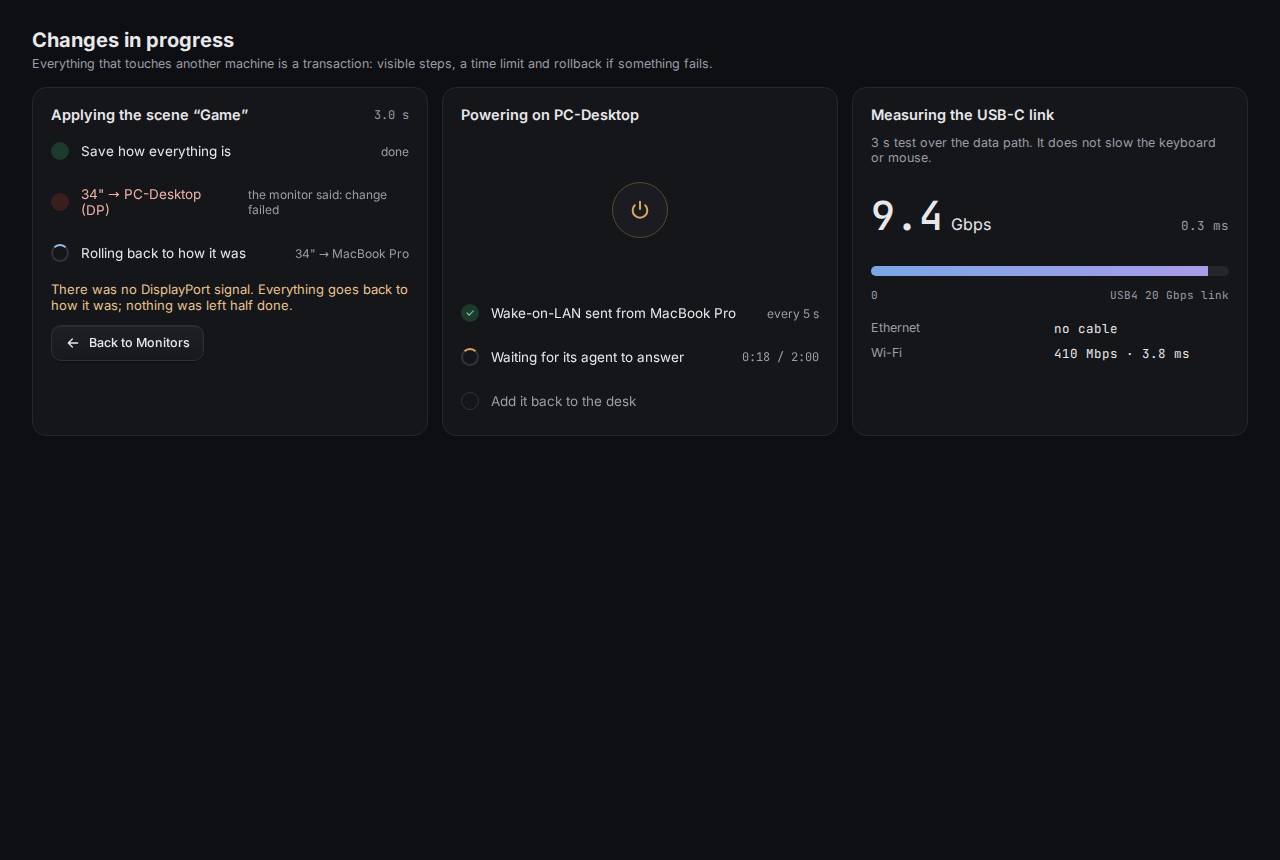 Changes in progress
Everything that touches another machine is a transaction: visible steps, a time limit and rollback if something fails.
Applying the scene “Game” 3.0 s
Save how everything is done
34" → PC-Desktop (DP) the monitor said: change failed
Rolling back to how it was 34" → MacBook Pro
There was no DisplayPort signal. Everything goes back to
how it was; nothing was left half done.
← Back to Monitors
Powering on PC-Desktop
Wake-on-LAN sent from MacBook Pro every 5 s
Waiting for its agent to answer 0:18 / 2:00
Add it back to the desk
Measuring the USB-C link
3 s test over the data path. It does not slow the keyboard
or mouse.
9.4 Gbps 0.3 ms
0 USB4 20 Gbps link
Ethernet no cable
Wi-Fi 410 Mbps · 3.8 ms